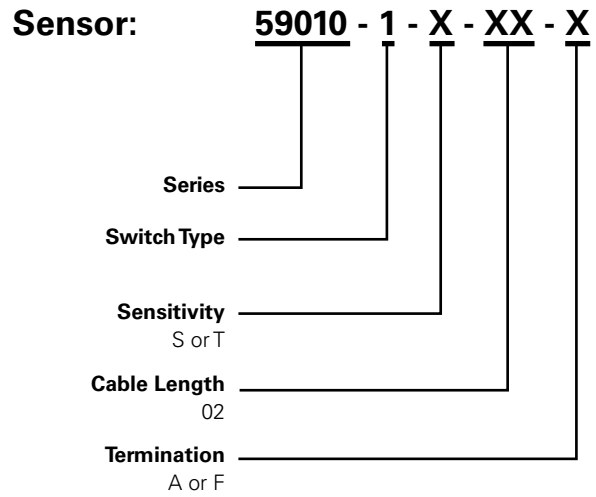 Sensor: 59010 - 1 - X - XX - X
Series
Switch Type
Sensitivity
S or T
Cable Length
02
Termination
A or F